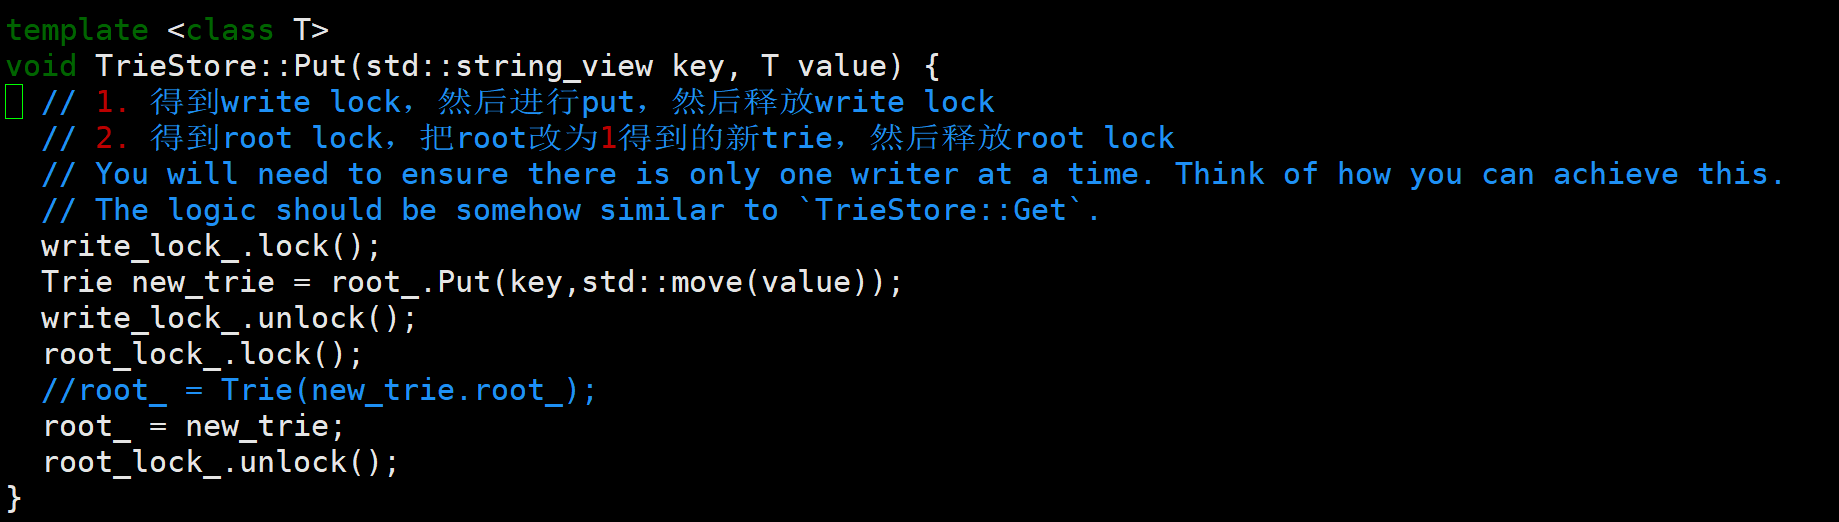 template <class T>
void TrieStore::Put(std::string_view key, T value) {
// 1. 得到write lock，然后进行put，然后释放write lock
// 2. 得到root lock，把root改为1得到的新trie，然后释放root lock
// You will need to ensure there is only one writer at a time. Think of how you can achieve this.
// The logic should be somehow similar to `TrieStore::Get`.
write_lock_.lock();
Trie new_trie = root_.Put(key,std::move(value));
write_lock_.unlock();
root_lock_.lock();
//root_ = Trie(new_trie.root_);
root_ = new_trie;
root_lock_.unlock();
}